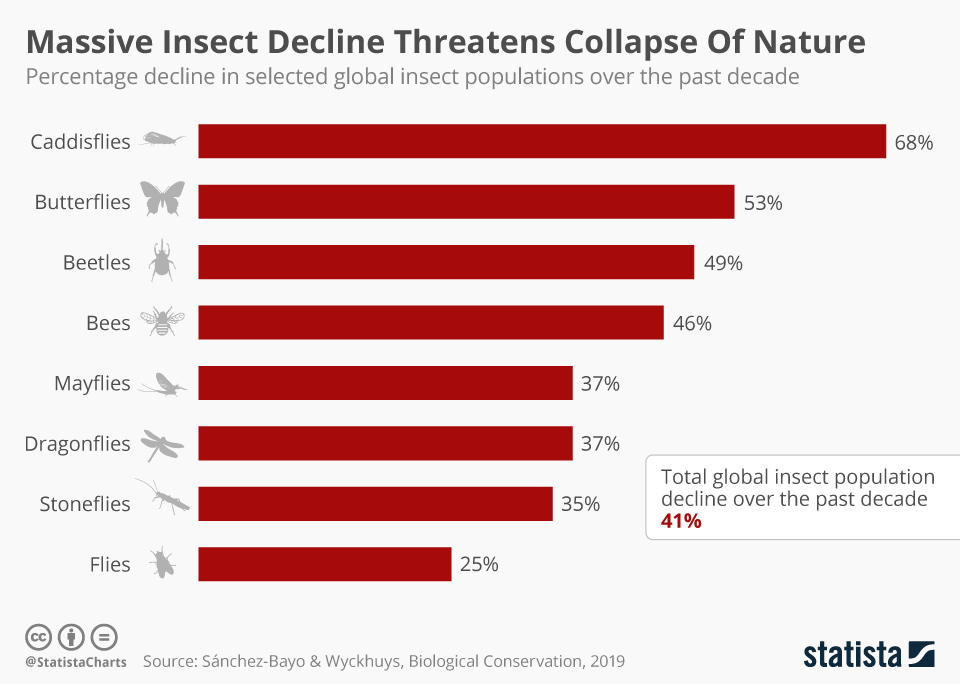 Massive Insect Decline Threatens Collapse Of Nature
Percentage decline in selected global insect populations over the past decade
Caddisflies 68%
Butterflies 53%
Beetles 49%
Bees 46%
Mayflies 37%
Dragonflies 37%
Stoneflies 35%
Flies 25%
Total global insect population
decline over the past decade
41%
cc
@StatistaCharts Source: Sánchez-Bayo & Wyckhuys, Biological Conservation, 2019
statista